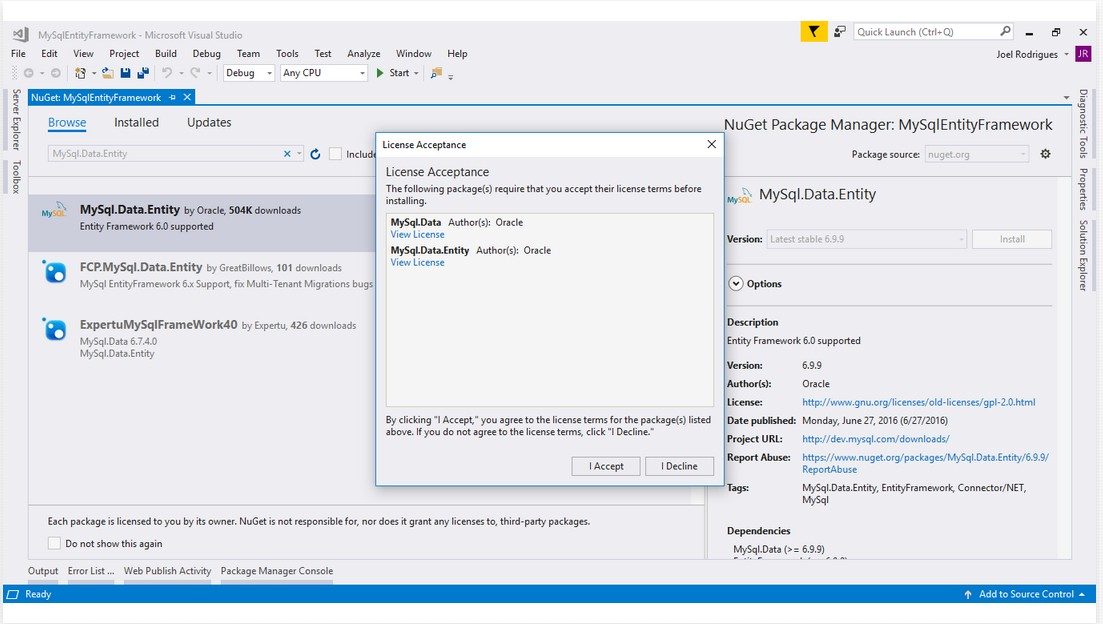 MySqlEntityFramework - Microsoft Visual Studio
Quick Launch (Ctrl+Q)
File Edit View Project Build Debug Team Tools Test Analyze Window Help
Joel Rodrigues JR
Debug Any CPU Start
Server Explorer
Toolbox
NuGet: MySqlEntityFramework
Browse Installed Updates
MySql.Data.Entity
Include
MySQL
MySql.Data.Entity by Oracle, 504K downloads
Entity Framework 6.0 supported
FCP.MySql.Data.Entity by GreatBillows, 101 downloads
MySql EntityFramework 6.x Support, fix Multi-Tenant Migrations bugs
ExpertuMySqlFrameWork40 by Expertu, 426 downloads
MySql.Data 6.7.4.0
MySql.Data.Entity
Each package is licensed to you by its owner. NuGet is not responsible for, nor does it grant any licenses to, third-party packages.
Do not show this again
License Acceptance
License Acceptance
The following package(s) require that you accept their license terms before
installing.
MySql.Data Author(s): Oracle
View License
MySql.Data.Entity Author(s): Oracle
View License
By clicking "I Accept," you agree to the license terms for the package(s) listed
above. If you do not agree to the license terms, click "I Decline."
I Accept I Decline
NuGet Package Manager: MySqlEntityFramework
Package source: nuget.org
MySQL
MySql.Data.Entity
Version: Latest stable 6.9.9 Install
Options
Description
Entity Framework 6.0 supported
Version: 6.9.9
Author(s): Oracle
License: http://www.gnu.org/licenses/old-licenses/gpl-2.0.html
Date published: Monday, June 27, 2016 (6/27/2016)
Project URL: http://dev.mysql.com/downloads/
Report Abuse: https://www.nuget.org/packages/MySql.Data.Entity/6.9.9/
ReportAbuse
Tags: MySql.Data.Entity, EntityFramework, Connector/NET,
MySql
Dependencies
MySql.Data (>= 6.9.9)
Diagnostic Tools
Properties
Solution Explorer
Output Error List ... Web Publish Activity Package Manager Console
Ready
Add to Source Control